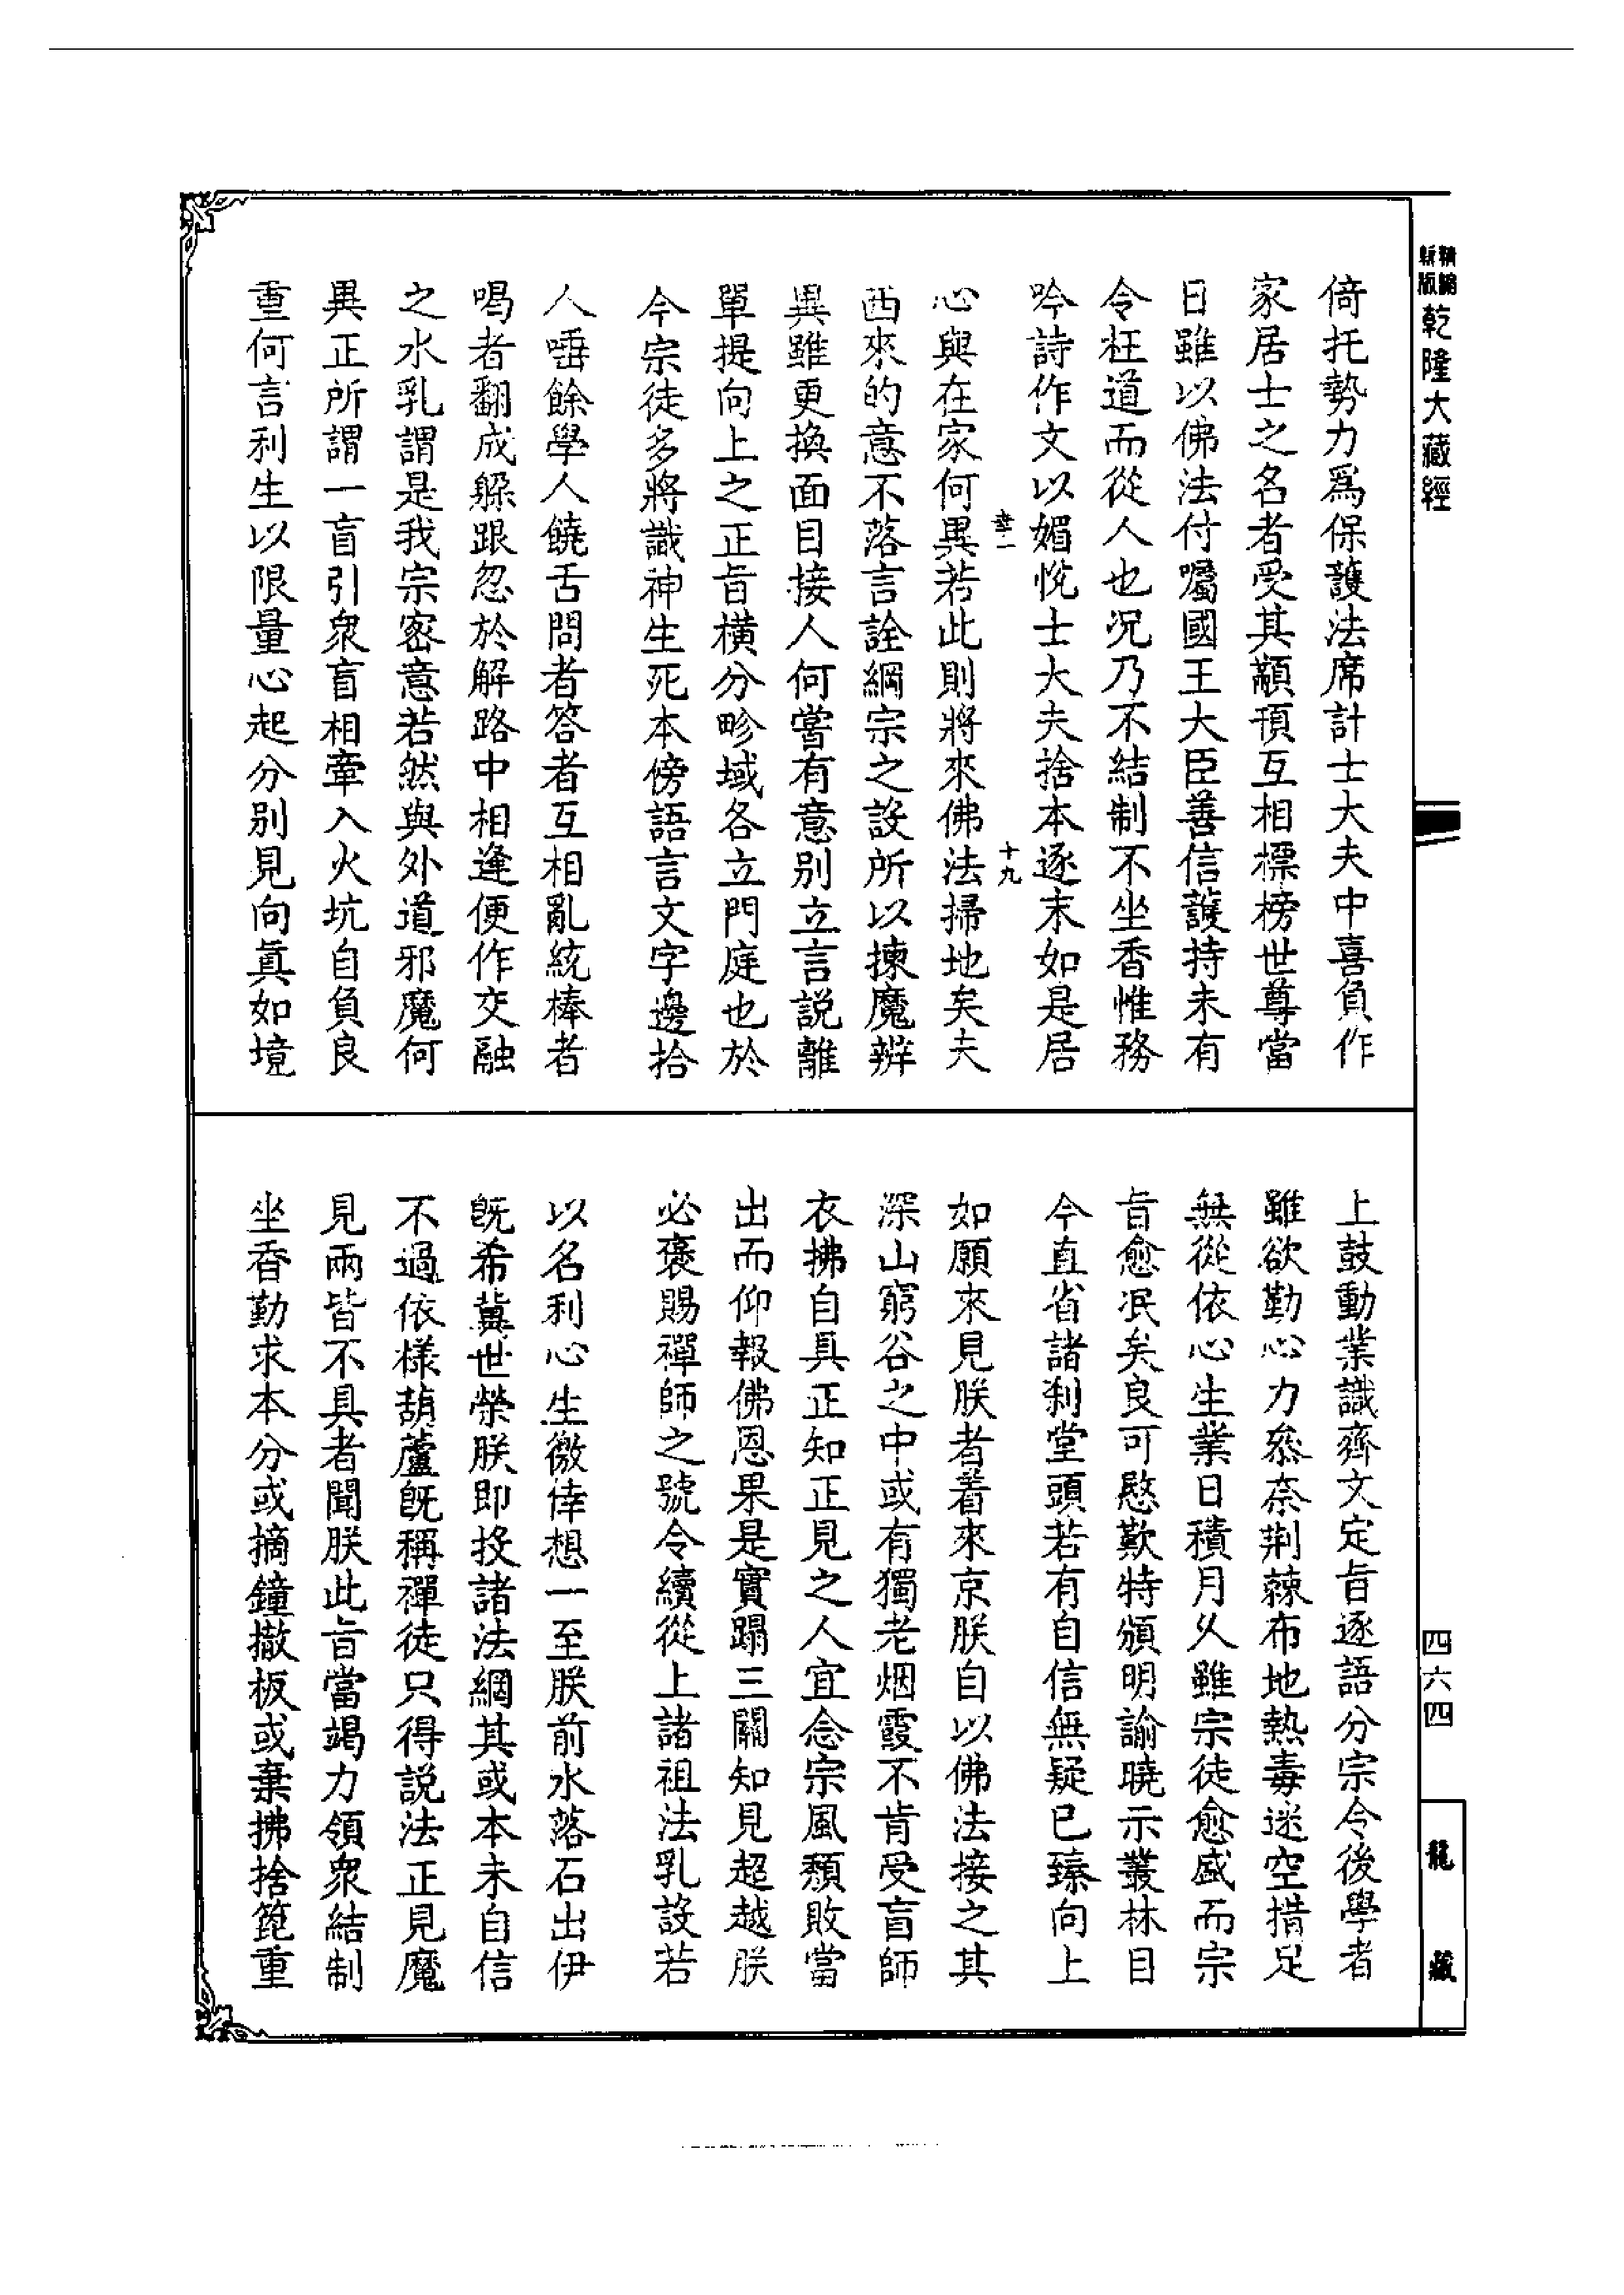 新版精縮
乾隆大藏經
倚托勢力爲保護法席計士大夫中喜負作
家居士之名者受其顢頇互相標榜世尊當
日雖以佛法付囑國王大臣善信護持未有
令枉道而從人也况乃不結制不坐香惟務
吟詩作文以媚悅士大夫捨本逐末如是居
幸一
十九
心與在家何異若此則將來佛法掃地矣夫
西來的意不落言詮綱宗之設所以揀魔辨
異雖更換面目接人何嘗有意别立言説離
單提向上之正旨横分畛域各立門庭也於
今宗徒多將識神生死本傍語言文字邊拾
人唾餘學人饒舌問者答者互相亂統棒者
喝者翻成躲跟忽於解路中相逢便作交融
之水乳謂是我宗密意若然與外道邪魔何
異正所謂一盲引衆盲相牽入火坑自負良
重何言利生以限量心起分别見向眞如境
上鼓動業識齊文定旨逐語分宗令後學者
雖欲勤心力叅奈荆棘布地熱毒迷空措足
無從依心生業日積月久雖宗徒愈盛而宗
旨愈泯矣良可愍歎特頒明諭曉示叢林目
今直省諸刹堂頭若有自信無疑已臻向上
如願來見朕者着來京朕自以佛法接之其
深山窮谷之中或有獨老烟霞不肯受盲師
衣拂自具正知正見之人宜念宗風頽敗當
出而仰報佛恩果是實蹋三關知見超越朕
必褒賜禪師之號令續從上諸祖法乳設若
以名利心生徼倖想一至朕前水落石出伊
旣希冀世榮朕即投諸法網其或本未自信
不過依樣葫蘆旣稱禪徒只得説法正見魔
見兩皆不具者聞朕此旨當竭力領衆結制
坐香勤求本分或摘鐘撤板或棄拂捨箆重
四六四
龍藏